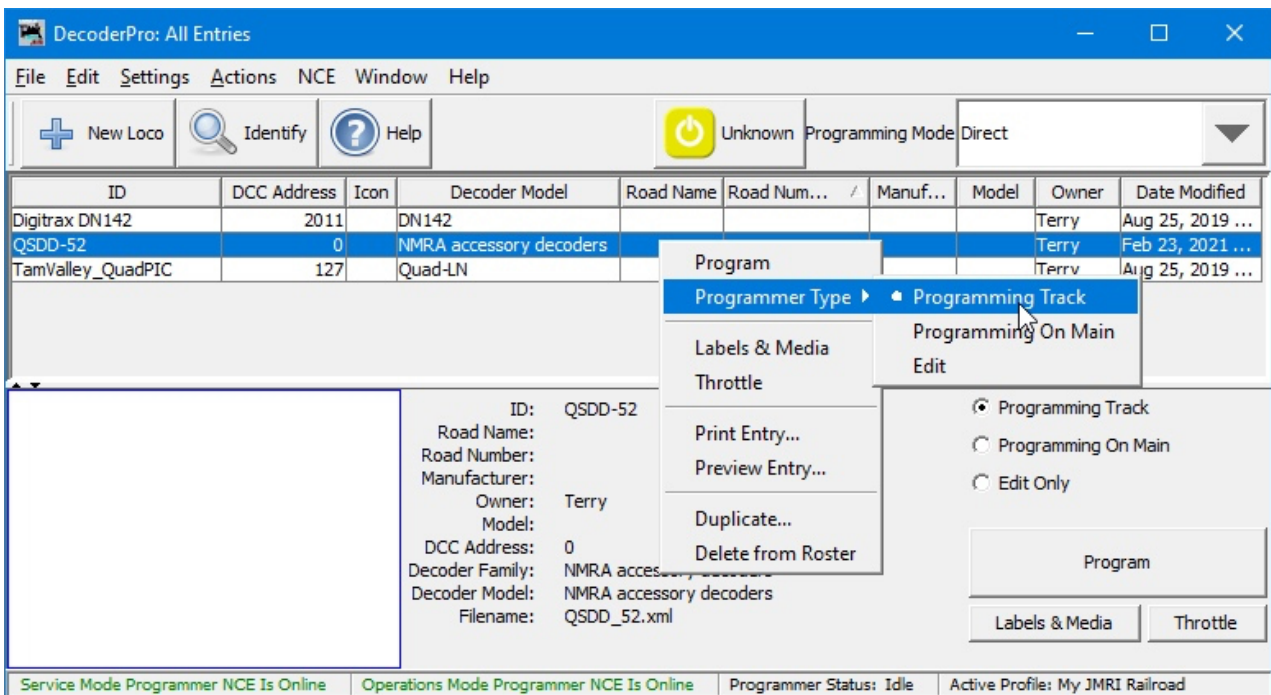 DecoderPro: All Entries
File Edit Settings Actions NCE Window Help
New Loco Identify Help Unknown Programming Mode Direct
ID DCC Address Icon Decoder Model Road Name Road Num... Manuf... Model Owner Date Modified
Digitrax DN142 2011 DN142 Terry Aug 25, 2019 ...
QSDD-52 0 NMRA accessory decoders Terry Feb 23, 2021 ...
TamValley_QuadPIC 127 Quad-LN Terry Aug 25, 2019 ...
Program
Programmer Type Programming Track
Programming On Main
Edit
Labels & Media
Throttle
Print Entry...
Preview Entry...
Duplicate...
Delete from Roster
ID: QSDD-52
Road Name:
Road Number:
Manufacturer:
Owner: Terry
Model:
DCC Address: 0
Decoder Family: NMRA
Decoder Model: NMRA accessory decoders
Filename: QSDD_52.xml
Programming Track
Programming On Main
Edit Only
Program
Labels & Media Throttle
Service Mode Programmer NCE Is Online Operations Mode Programmer NCE Is Online Programmer Status: Idle Active Profile: My JMRI Railroad